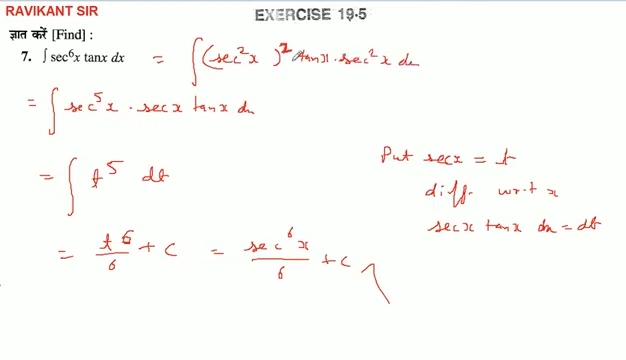 RAVIKANT SIR
EXERCISE 19·5
ज्ञात करें [Find] :
7. ∫ sec⁶x tanx dx = ∫ (sec²x)² tanx · sec²x dx
= ∫ sec⁵x · secx tanx dx
= ∫ t⁵ dt
Put secx = t
diff. w.r.t x
secx tanx dx = dt
= t⁶/6 + c = sec⁶x/6 + c